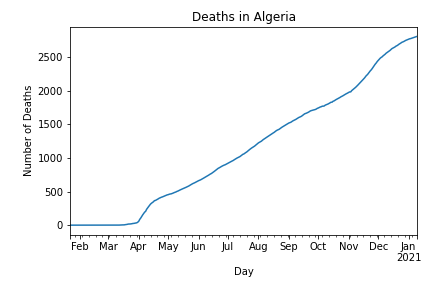 Deaths in Algeria
Number of Deaths
2500
2000
1500
1000
500
0
Feb Mar Apr May Jun Jul Aug Sep Oct Nov Dec Jan
2021
Day